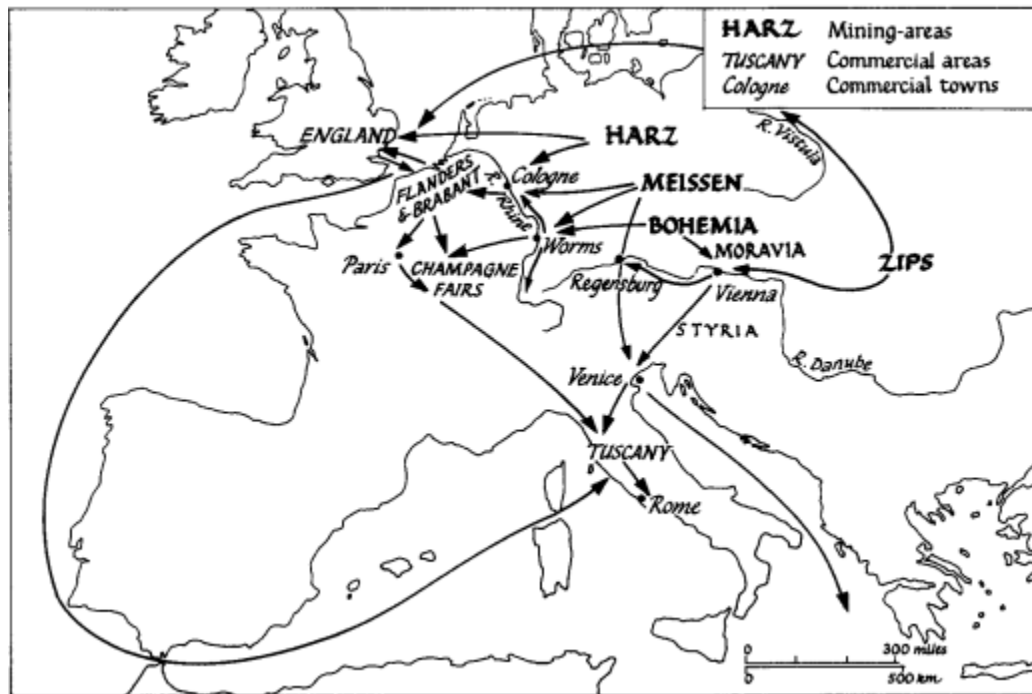 HARZ Mining-areas
TUSCANY Commercial areas
Cologne Commercial towns
R. Vistula
ENGLAND
HARZ
FLANDERS
& BRABANT
Cologne
R. Rhine
MEISSEN
BOHEMIA
MORAVIA
ZIPS
Worms
Paris
CHAMPAGNE
FAIRS
Regensburg
Vienna
STYRIA
R. Danube
Venice
TUSCANY
Rome
0
300 miles
0
500 km